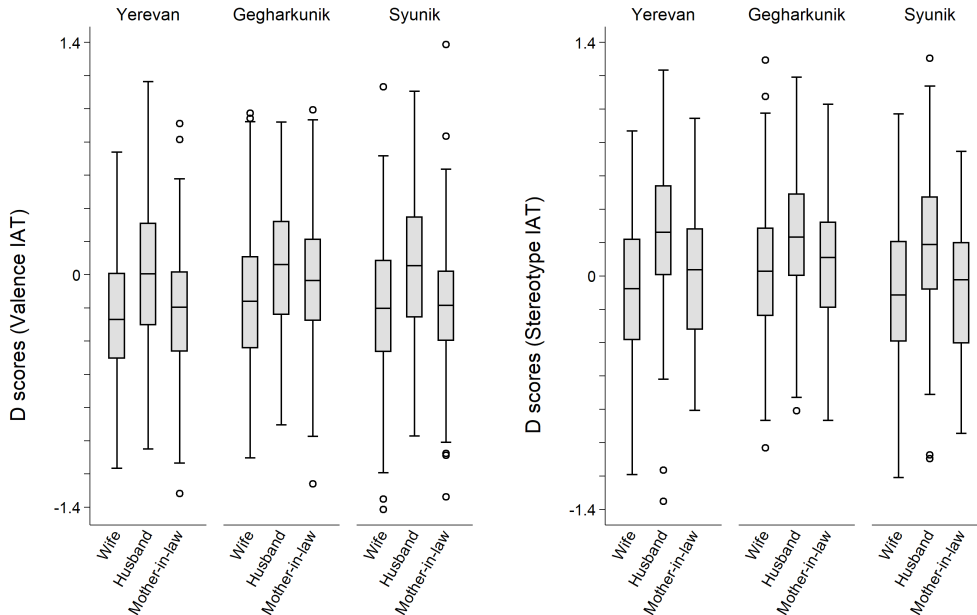 Yerevan Gegharkunik Syunik
1.4
0
-1.4
D scores (Valence IAT)
Wife Husband Mother-in-law Wife Husband Mother-in-law Wife Husband Mother-in-law
Yerevan Gegharkunik Syunik
1.4
0
-1.4
D scores (Stereotype IAT)
Wife Husband Mother-in-law Wife Husband Mother-in-law Wife Husband Mother-in-law